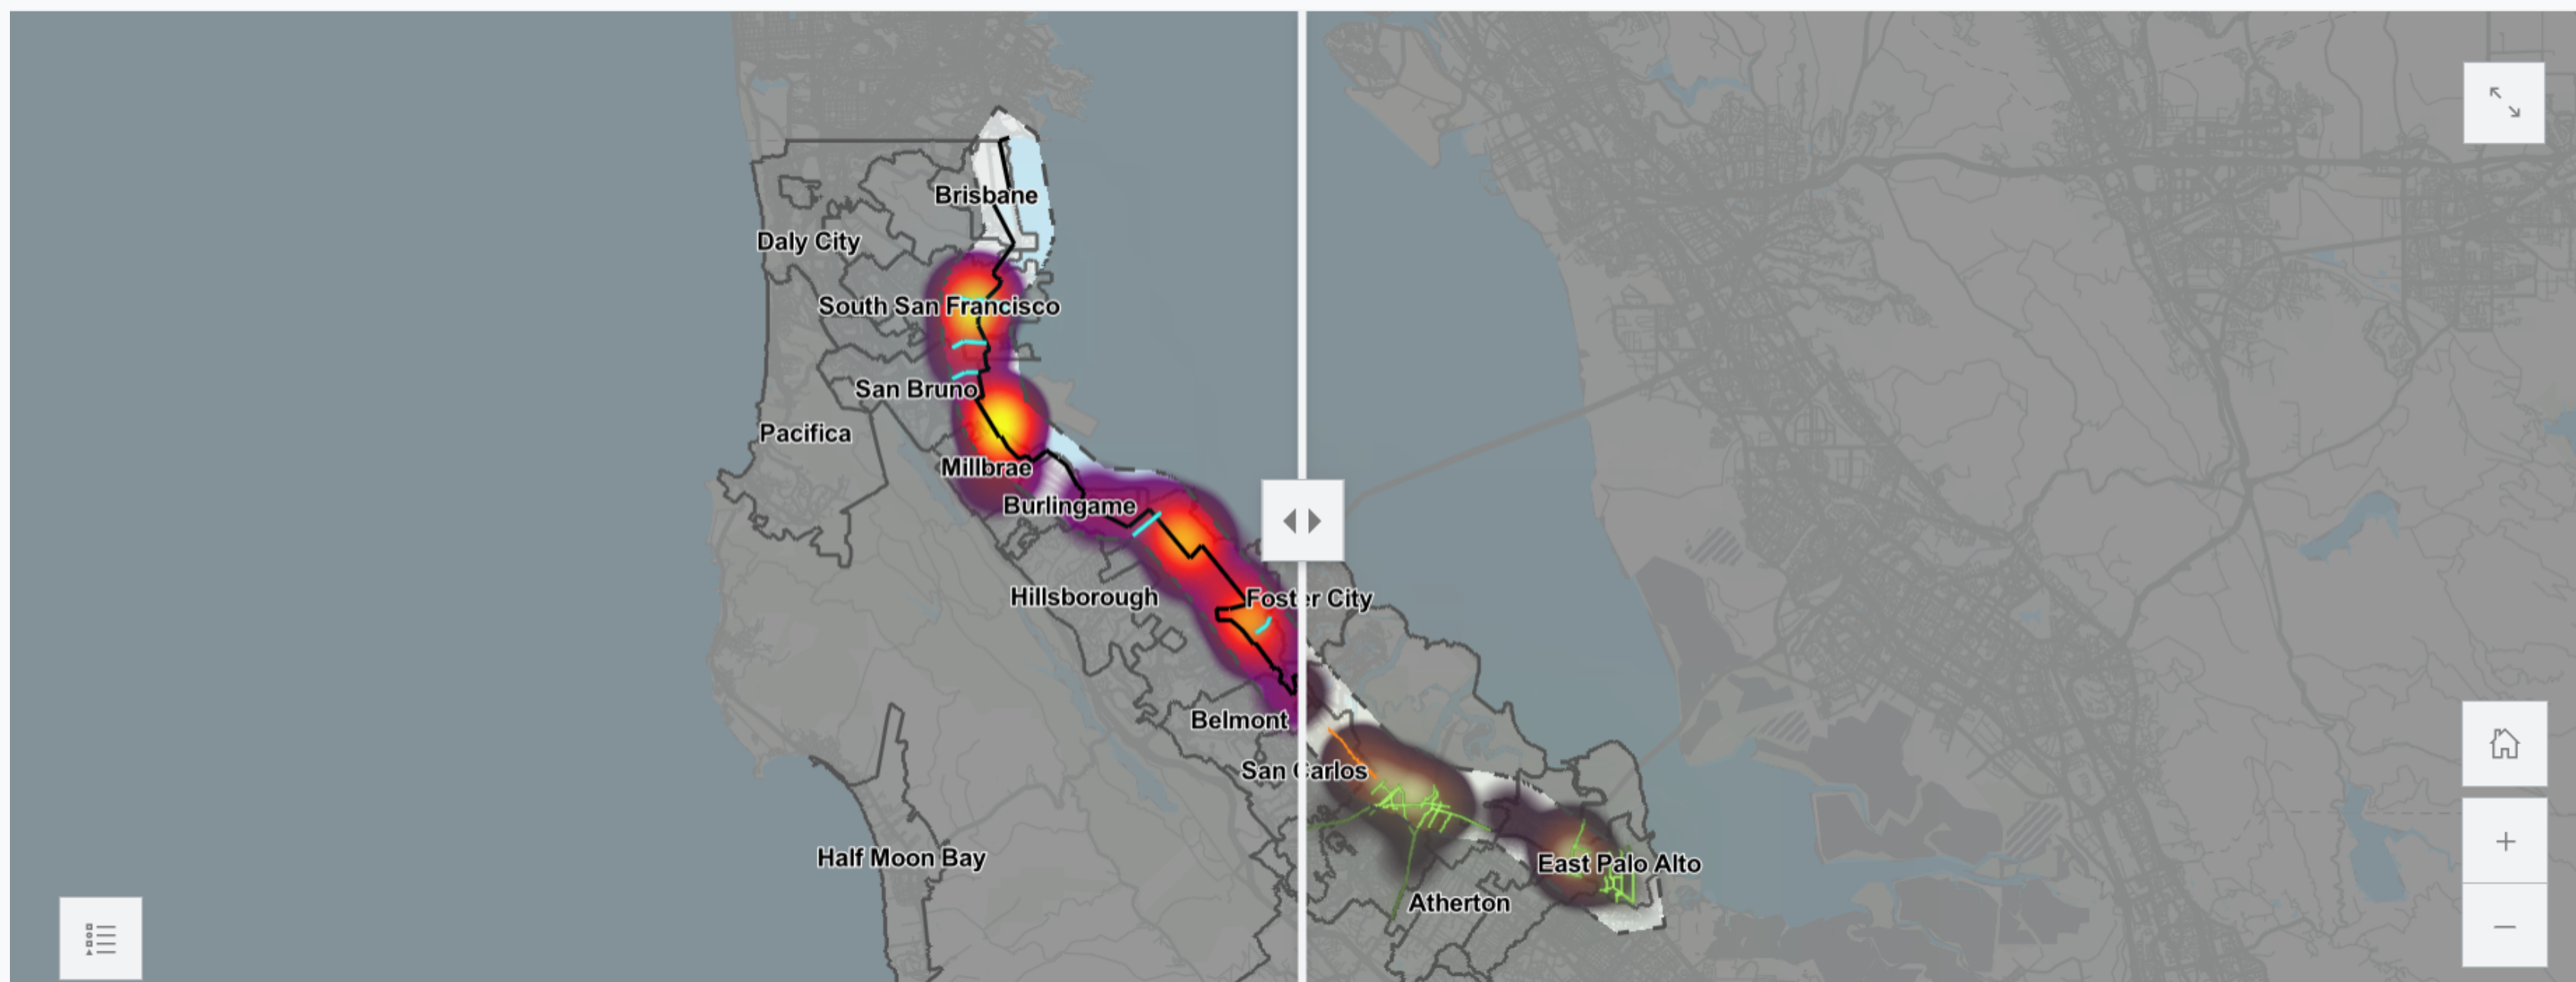 Brisbane
Daly City
South San Francisco
San Bruno
Pacifica
Millbrae
Burlingame
Hillsborough
Foster City
Belmont
San Carlos
Half Moon Bay
East Palo Alto
Atherton